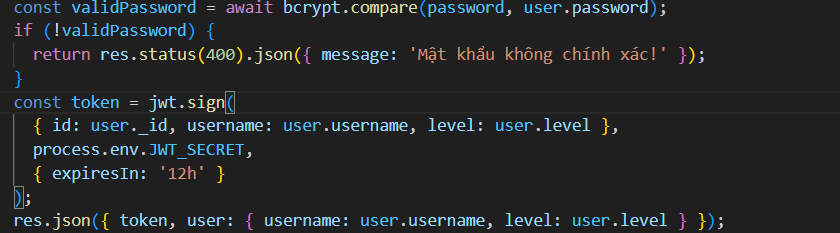 const validPassword = await bcrypt.compare(password, user.password);
if (!validPassword) {
return res.status(400).json({ message: 'Mật khẩu không chính xác!' });
}
const token = jwt.sign(
{ id: user._id, username: user.username, level: user.level },
process.env.JWT_SECRET,
{ expiresIn: '12h' }
);
res.json({ token, user: { username: user.username, level: user.level } });